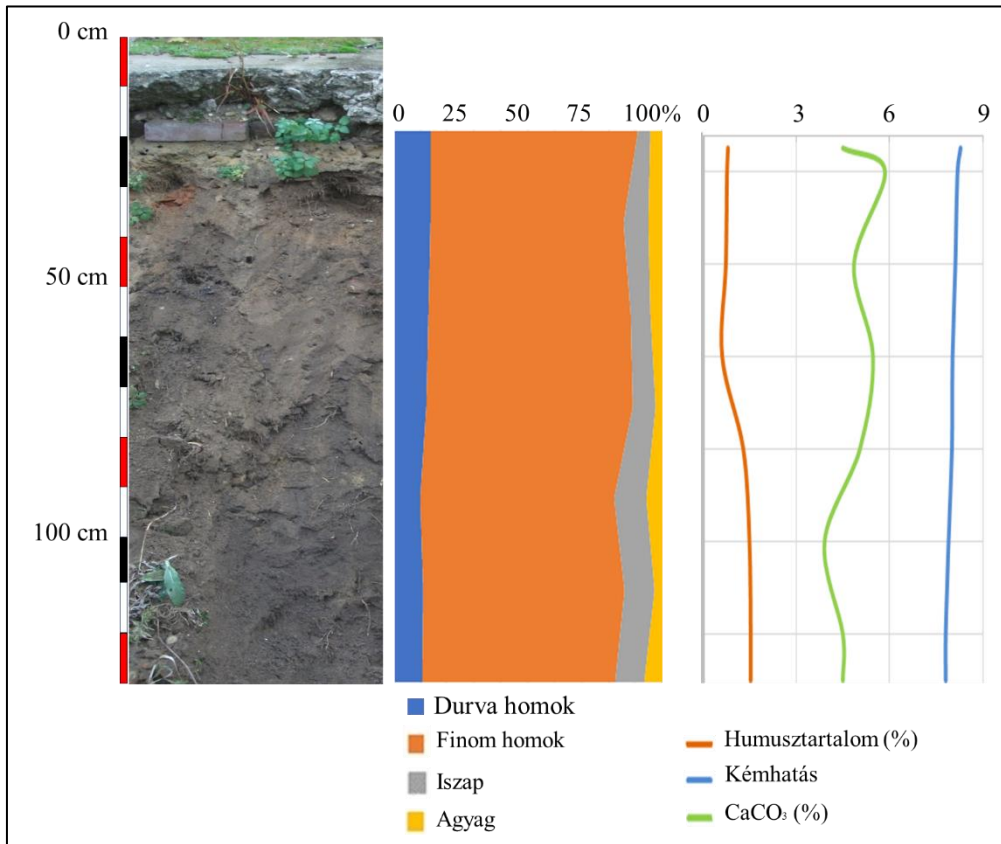 0 cm
50 cm
100 cm
0 25 50 75 100%
0 3 6 9
Durva homok
Finom homok
Iszap
Agyag
Humusztartalom (%)
Kémhatás
CaCO₃ (%)